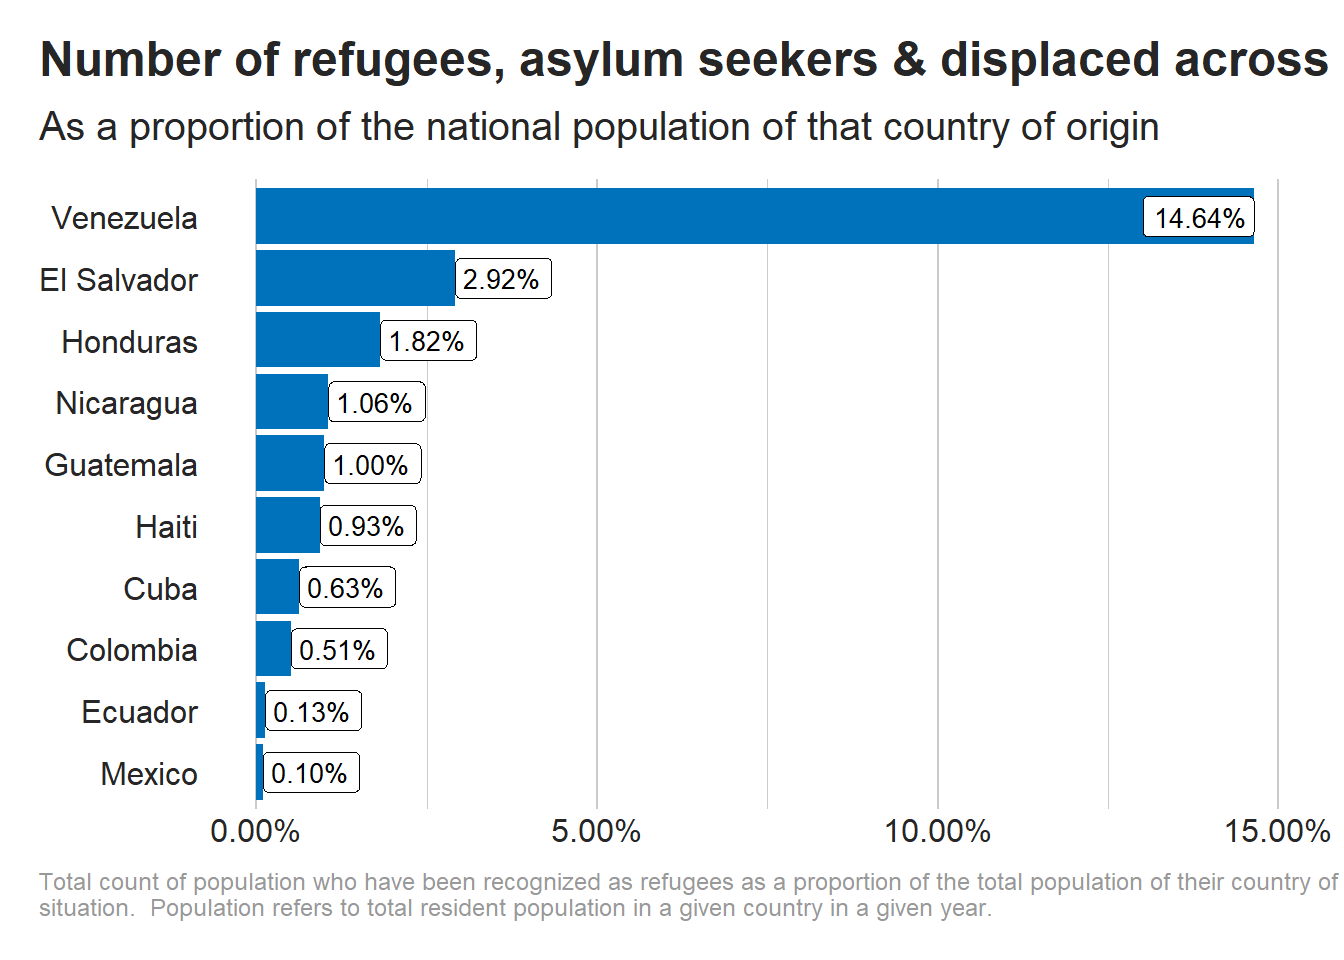 Number of refugees, asylum seekers & displaced across
As a proportion of the national population of that country of origin
Venezuela
14.64%
El Salvador
2.92%
Honduras
1.82%
Nicaragua
1.06%
Guatemala
1.00%
Haiti
0.93%
Cuba
0.63%
Colombia
0.51%
Ecuador
0.13%
Mexico
0.10%
0.00% 5.00% 10.00% 15.00%
Total count of population who have been recognized as refugees as a proportion of the total population of their country of
situation.  Population refers to total resident population in a given country in a given year.